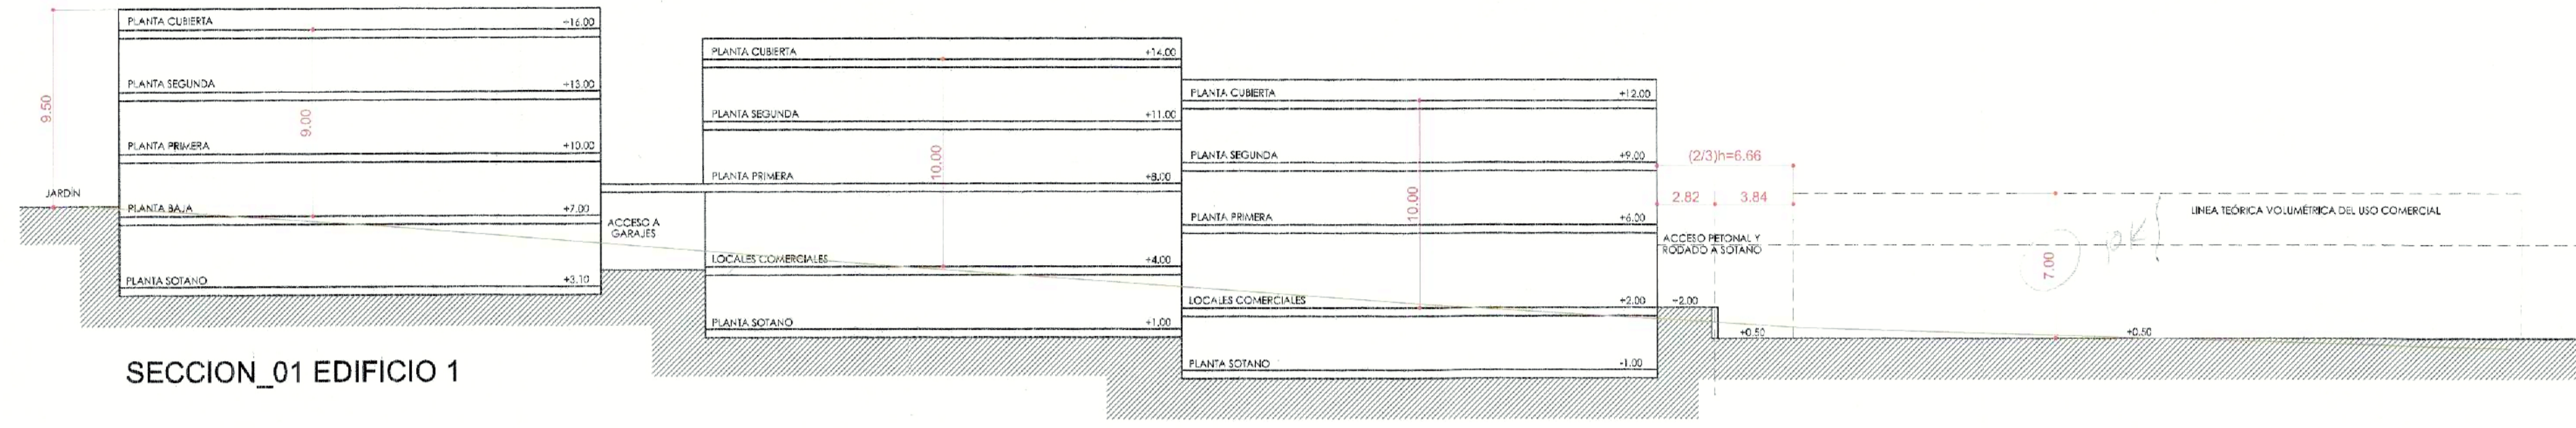 PLANTA CUBIERTA +16.00
PLANTA SEGUNDA +13.00
9.50
9.00
PLANTA PRIMERA +10.00
JARDÍN
PLANTA BAJA +7.00
PLANTA SOTANO +3.10
ACCESO A
GARAJES
PLANTA CUBIERTA +14.00
PLANTA SEGUNDA +11.00
10.00
PLANTA PRIMERA +8.00
LOCALES COMERCIALES +4.00
PLANTA SOTANO +1.00
PLANTA CUBIERTA +12.00
PLANTA SEGUNDA +9.00
10.00
PLANTA PRIMERA +6.00
LOCALES COMERCIALES +2.00
PLANTA SOTANO -1.00
(2/3)h=6.66
2.82 3.84
ACCESO PETONAL Y
RODADO A SOTANO
+2.00
+0.50
LINEA TEÓRICA VOLUMÉTRICA DEL USO COMERCIAL
7.00
+0.50
SECCION_01 EDIFICIO 1